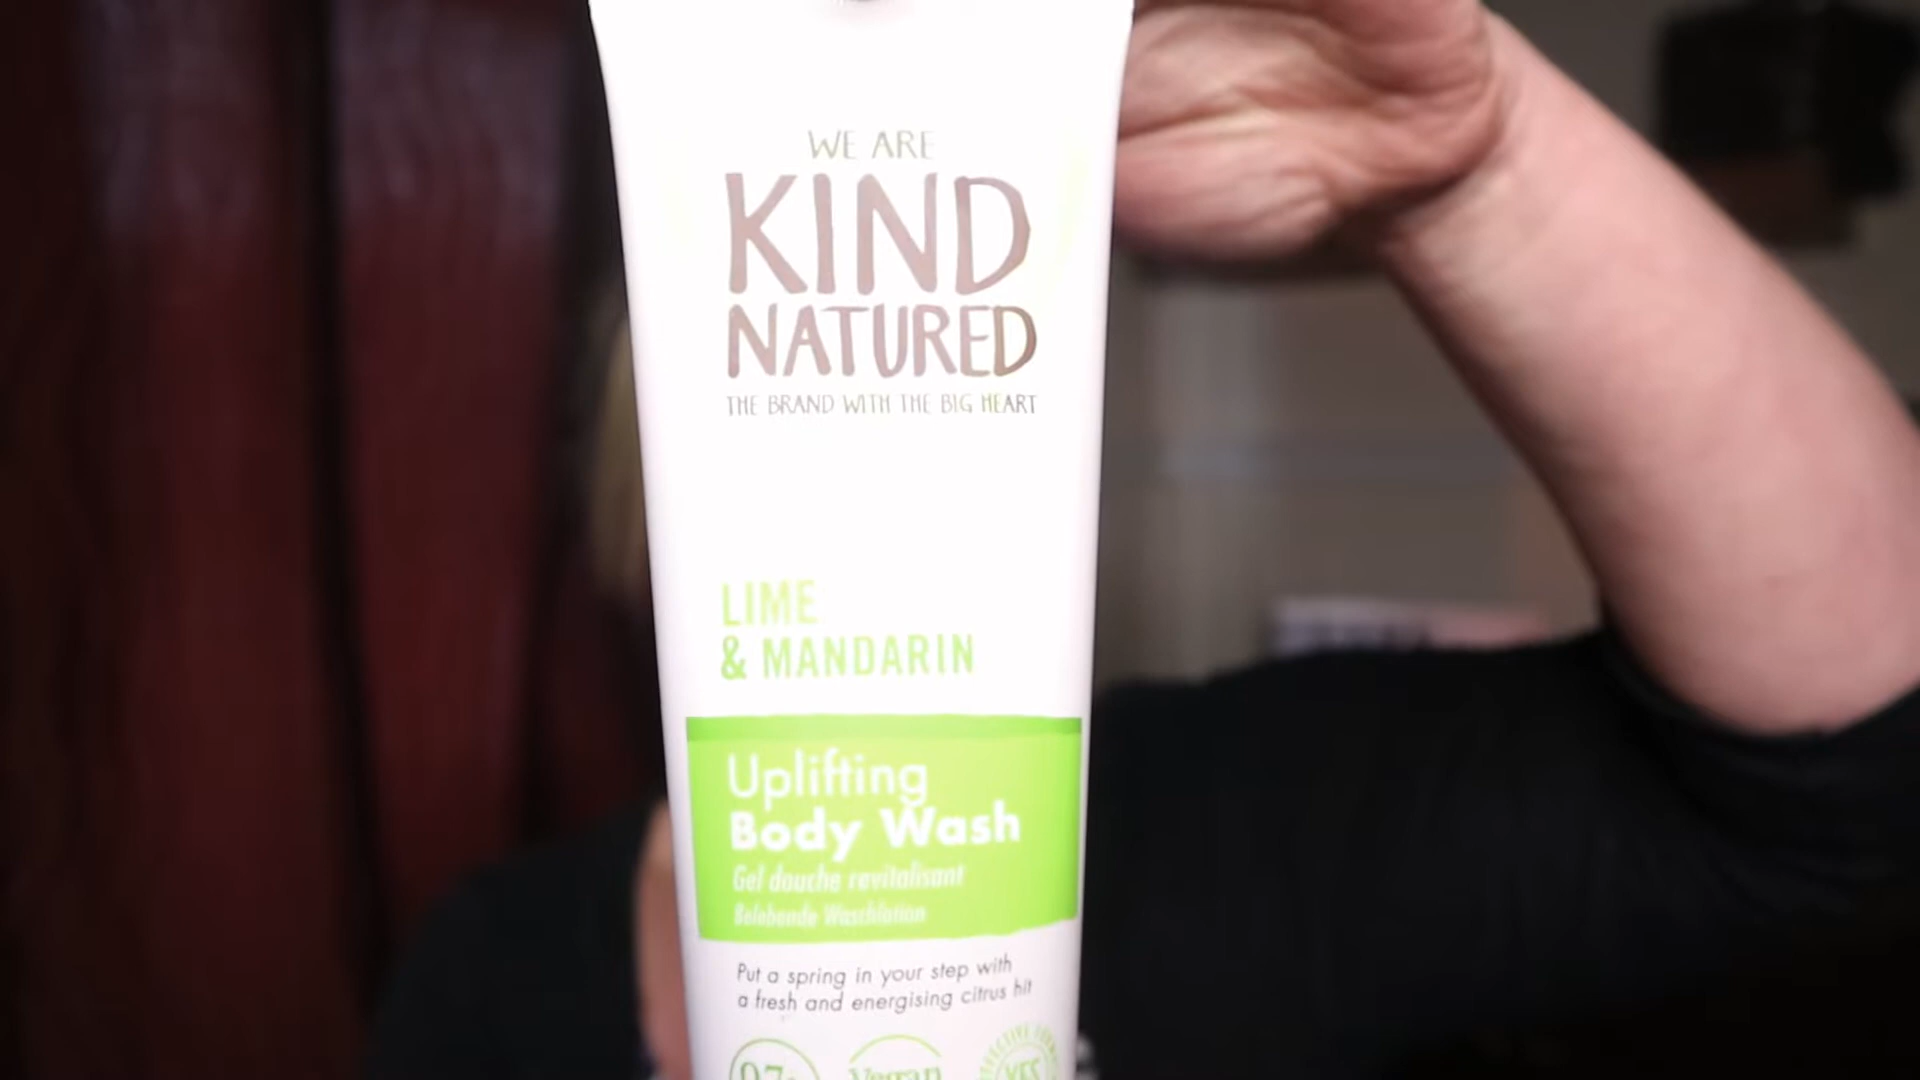 WE ARE
KIND
NATURED
THE BRAND WITH THE BIG HEART
LIME
& MANDARIN
Uplifting
Body Wash
Gel douche revitalisant
Belebende Waschlotion
Put a spring in your step with
a fresh and energising citrus hit
Vegan
YES